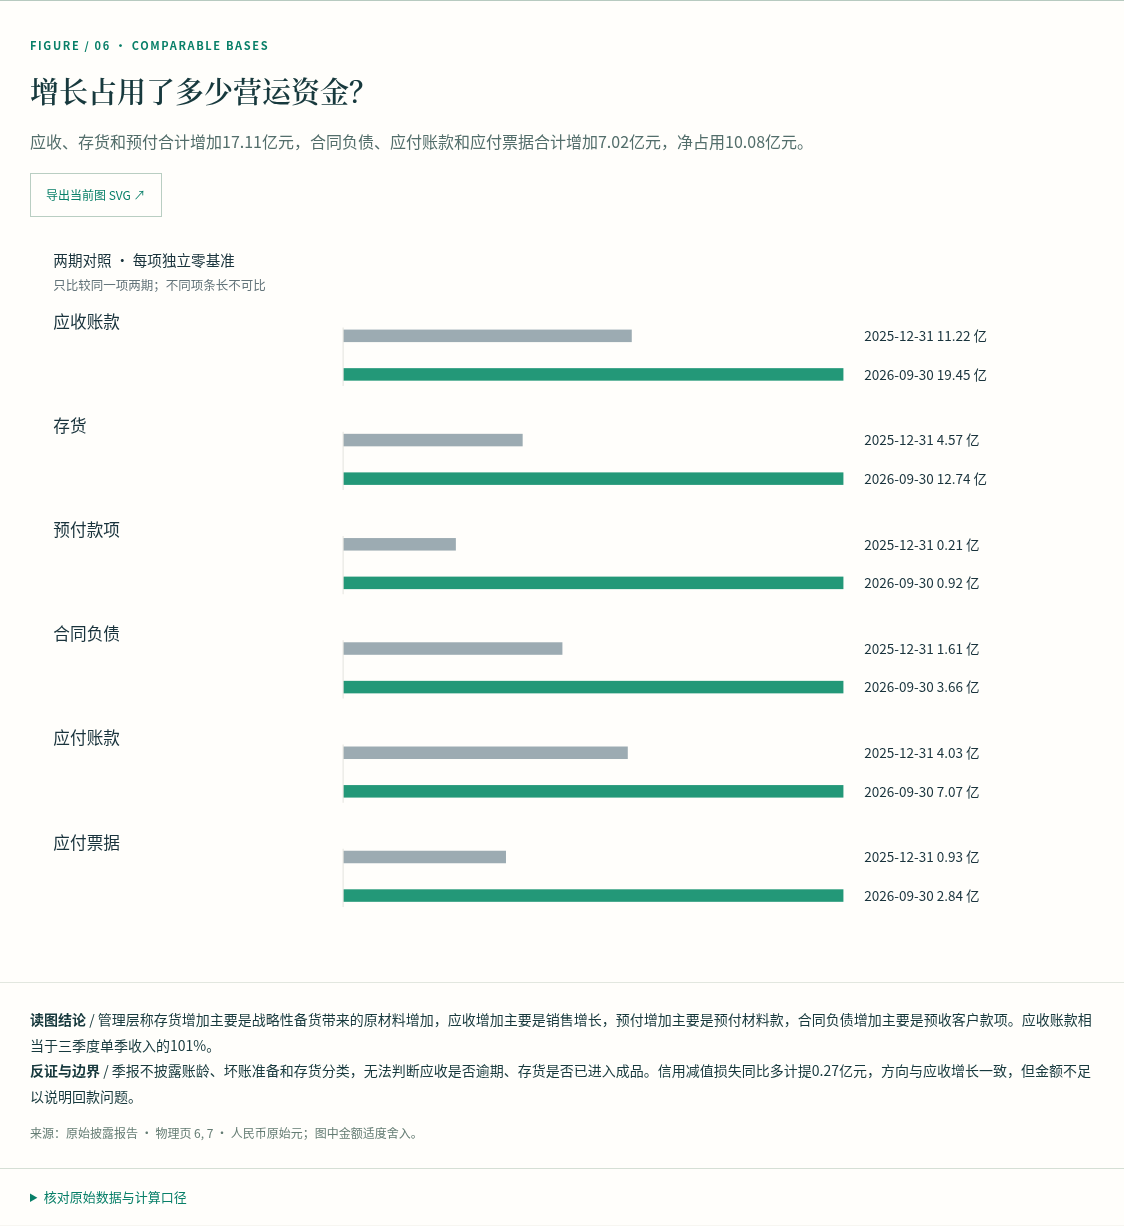 FIGURE / 06 · COMPARABLE BASES
增长占用了多少营运资金？
应收、存货和预付合计增加17.11亿元，合同负债、应付账款和应付票据合计增加7.02亿元，净占用10.08亿元。
导出当前图 SVG ↗
两期对照 · 每项独立零基准
只比较同一项两期；不同项条长不可比
应收账款
2025-12-31 11.22 亿
2026-09-30 19.45 亿
存货
2025-12-31 4.57 亿
2026-09-30 12.74 亿
预付款项
2025-12-31 0.21 亿
2026-09-30 0.92 亿
合同负债
2025-12-31 1.61 亿
2026-09-30 3.66 亿
应付账款
2025-12-31 4.03 亿
2026-09-30 7.07 亿
应付票据
2025-12-31 0.93 亿
2026-09-30 2.84 亿
读图结论 / 管理层称存货增加主要是战略性备货带来的原材料增加，应收增加主要是销售增长，预付增加主要是预付材料款，合同负债增加主要是预收客户款项。应收账款相
当于三季度单季收入的101%。
反证与边界 / 季报不披露账龄、坏账准备和存货分类，无法判断应收是否逾期、存货是否已进入成品。信用减值损失同比多计提0.27亿元，方向与应收增长一致，但金额不足
以说明回款问题。
来源：原始披露报告 · 物理页 6, 7 · 人民币原始元；图中金额适度舍入。
▶ 核对原始数据与计算口径